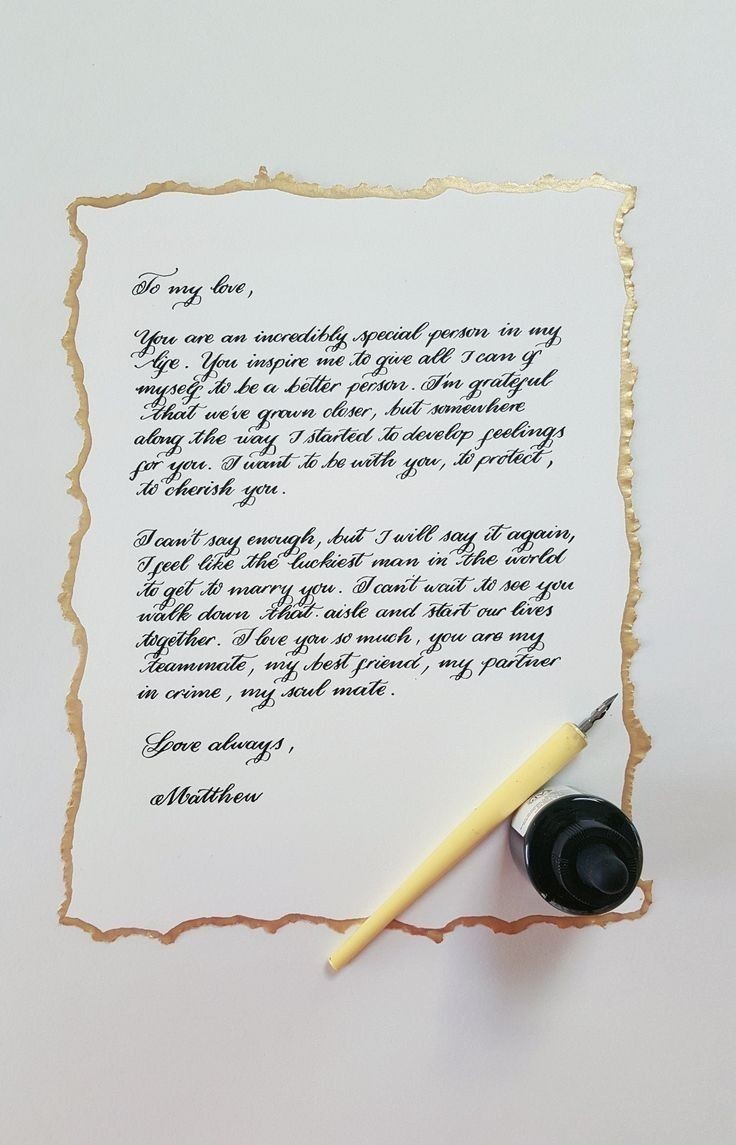 To my love,
You are an incredibly special person in my
life. You inspire me to give all I can of
myself to be a better person. I'm grateful
that we've grown closer, but somewhere
along the way I started to develop feelings
for you. I want to be with you, to protect,
to cherish you.
I can't say enough, but I will say it again,
I feel like the luckiest man in the world
to get to marry you. I can't wait to see you
walk down that aisle and start our lives
together. I love you so much, you are my
teammate, my best friend, my partner
in crime, my soul mate.
Love always,
Matthew